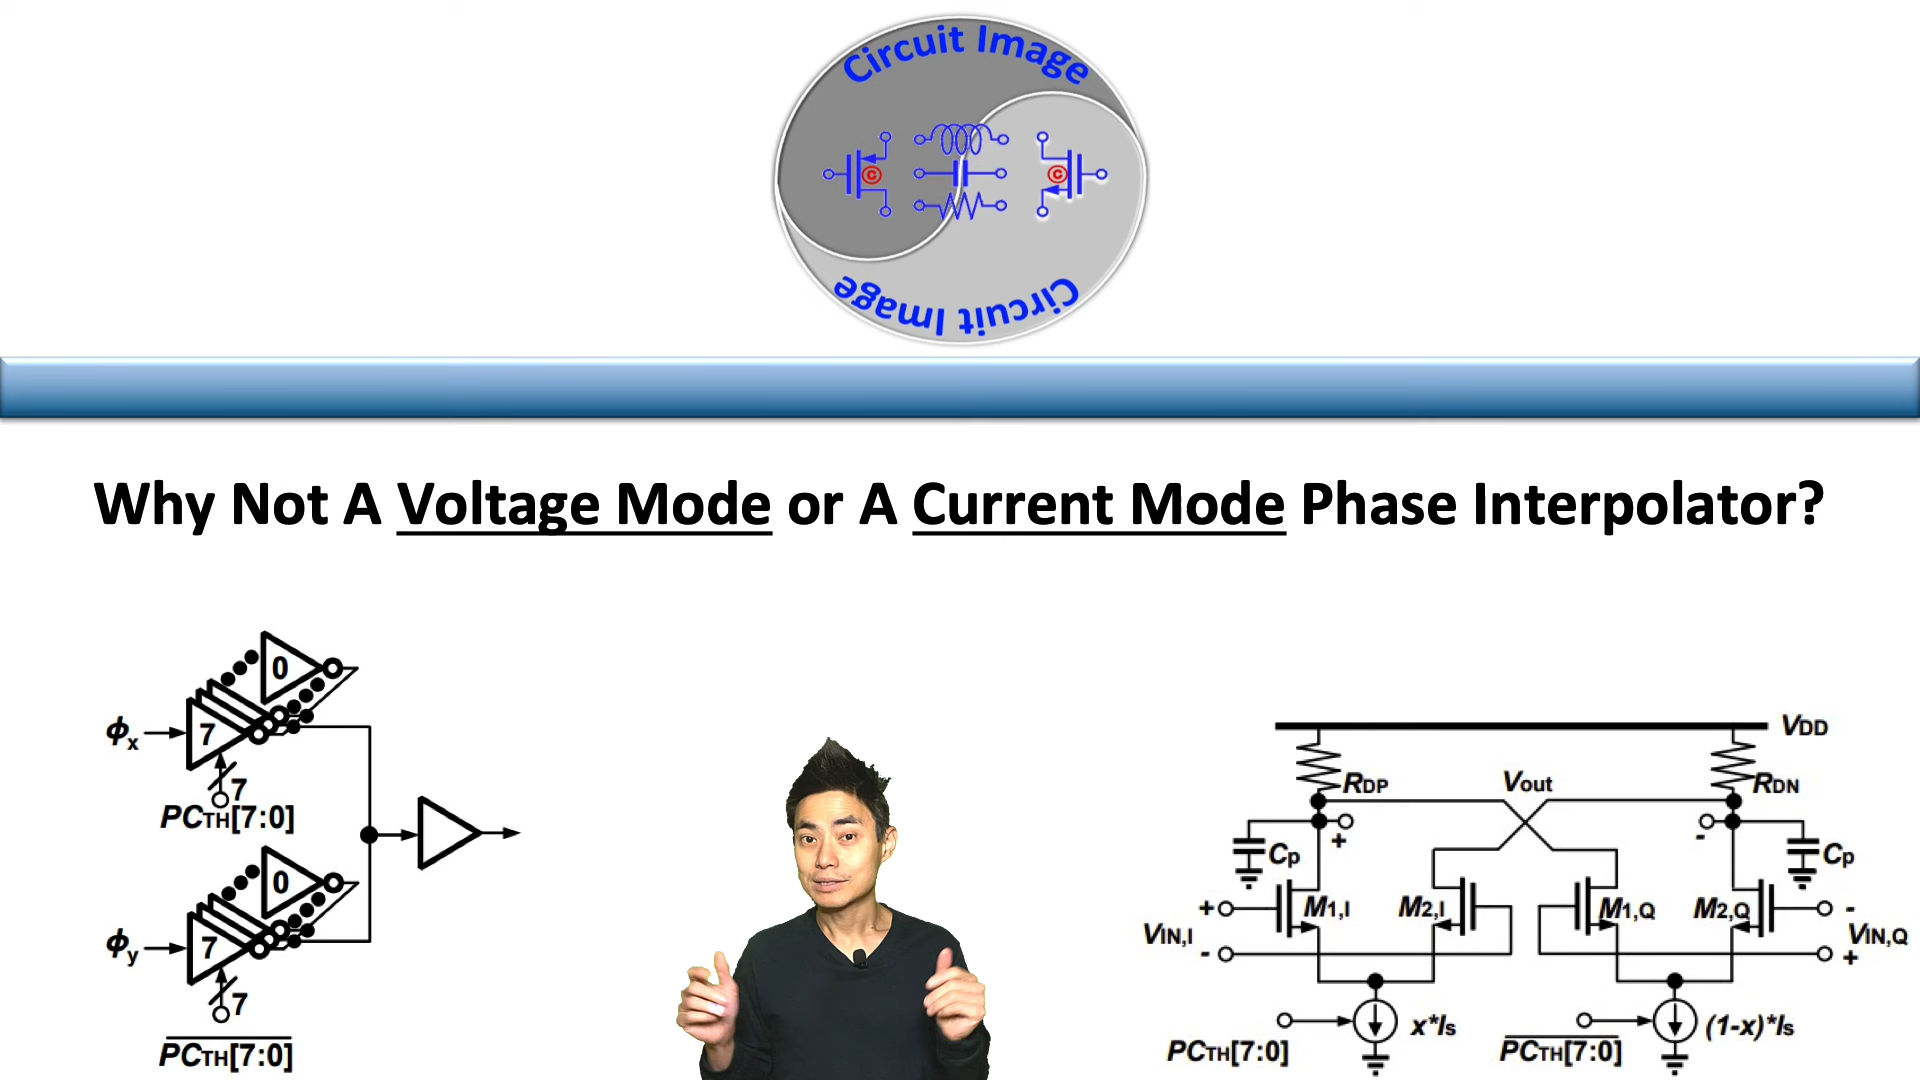 Circuit Image
© ©
Circuit Image
Why Not A Voltage Mode or A Current Mode Phase Interpolator?
0
ϕx 7
7
PCTH[7:0]
0
ϕy 7
7
PCTH[7:0]
VDD
RDP Vout RDN
+ -
Cp Cp
+ M1,I M2,I M1,Q M2,Q -
VIN,I VIN,Q
- +
x*Is (1-x)*Is
PCTH[7:0] PCTH[7:0]